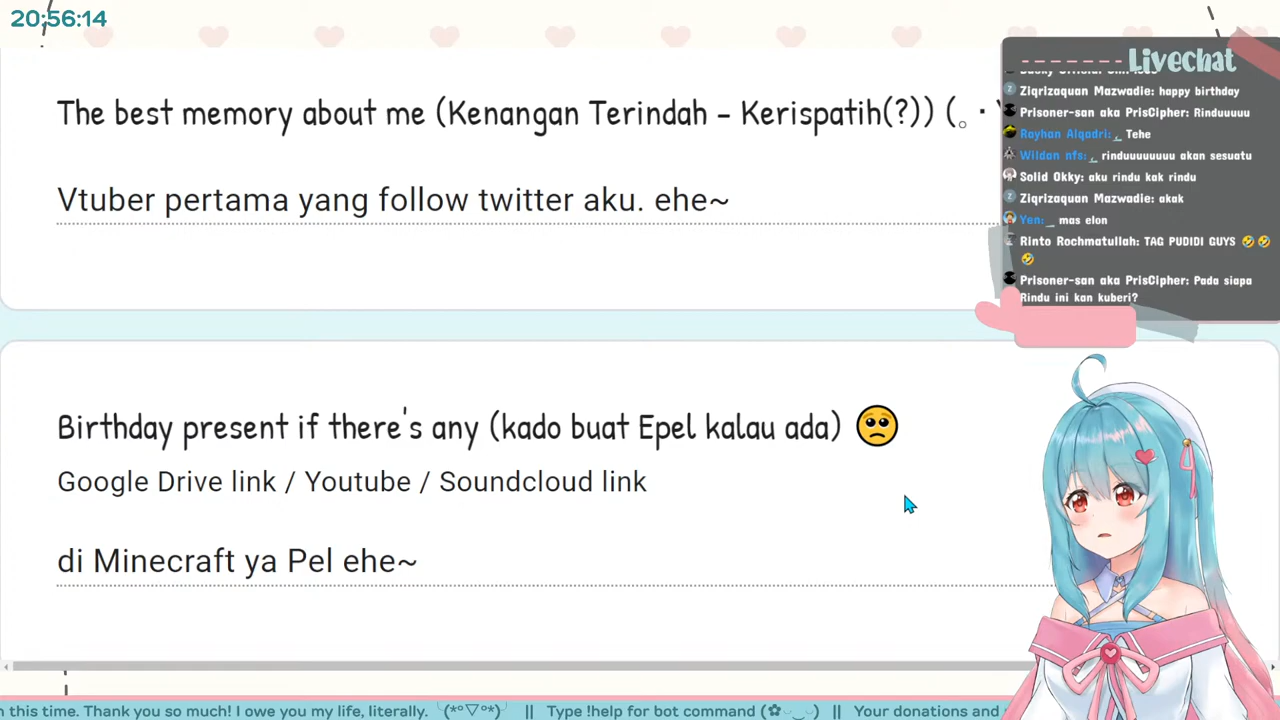 20:56:14
The best memory about me (Kenangan Terindah - Kerispatih(?)) (。・
Vtuber pertama yang follow twitter aku. ehe~
Birthday present if there's any (kado buat Epel kalau ada) 🥺
Google Drive link / Youtube / Soundcloud link
di Minecraft ya Pel ehe~
------- Livechat
Ziqrizaquan Mazwadie: happy birthday
Prisoner-san aka PrisCipher: Rinduuuuu
Rayhan Alqadri: Tehe
Wildan nfs: rinduuuuuuu akan sesuatu
Solid Okky: aku rindu kak rindu
Ziqrizaquan Mazwadie: akak
Yen: mas elon
Rinto Rochmatullah: TAG PUDIDI GUYS 🤣🤣
🤣
Prisoner-san aka PrisCipher: Pada siapa
Rindu ini kan kuberi?
this time. Thank you so much! I owe you my life, literally. ╰(*°▽°*)╯ || Type !help for bot command (✿◡‿◡) || Your donations and